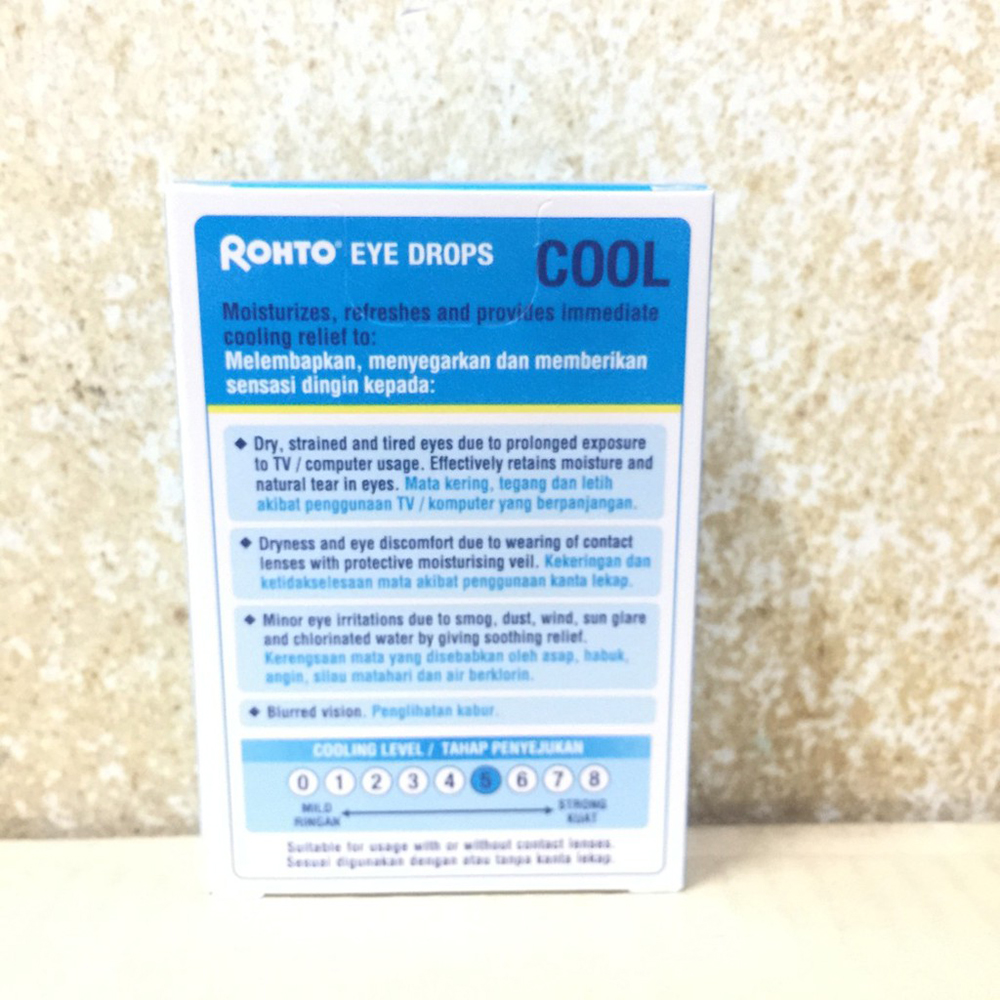 ROHTO® EYE DROPS COOL
Moisturizes, refreshes and provides immediate
cooling relief to:
Melembapkan, menyegarkan dan memberikan
sensasi dingin kepada:
◆ Dry, strained and tired eyes due to prolonged exposure
to TV / computer usage. Effectively retains moisture and
natural tear in eyes. Mata kering, tegang dan letih
akibat penggunaan TV / komputer yang berpanjangan.
◆ Dryness and eye discomfort due to wearing of contact
lenses with protective moisturising veil. Kekeringan dan
ketidakselesaan mata akibat penggunaan kanta lekap.
◆ Minor eye irritations due to smog, dust, wind, sun glare
and chlorinated water by giving soothing relief.
Kerengsaan mata yang disebabkan oleh asap, habuk,
angin, silau matahari dan air berklorin.
◆ Blurred vision. Penglihatan kabur.
COOLING LEVEL / TAHAP PENYEJUKAN
0 1 2 3 4 5 6 7 8
MILD STRONG
RINGAN KUAT
Suitable for usage with or without contact lenses.
Sesuai digunakan dengan atau tanpa kanta lekap.